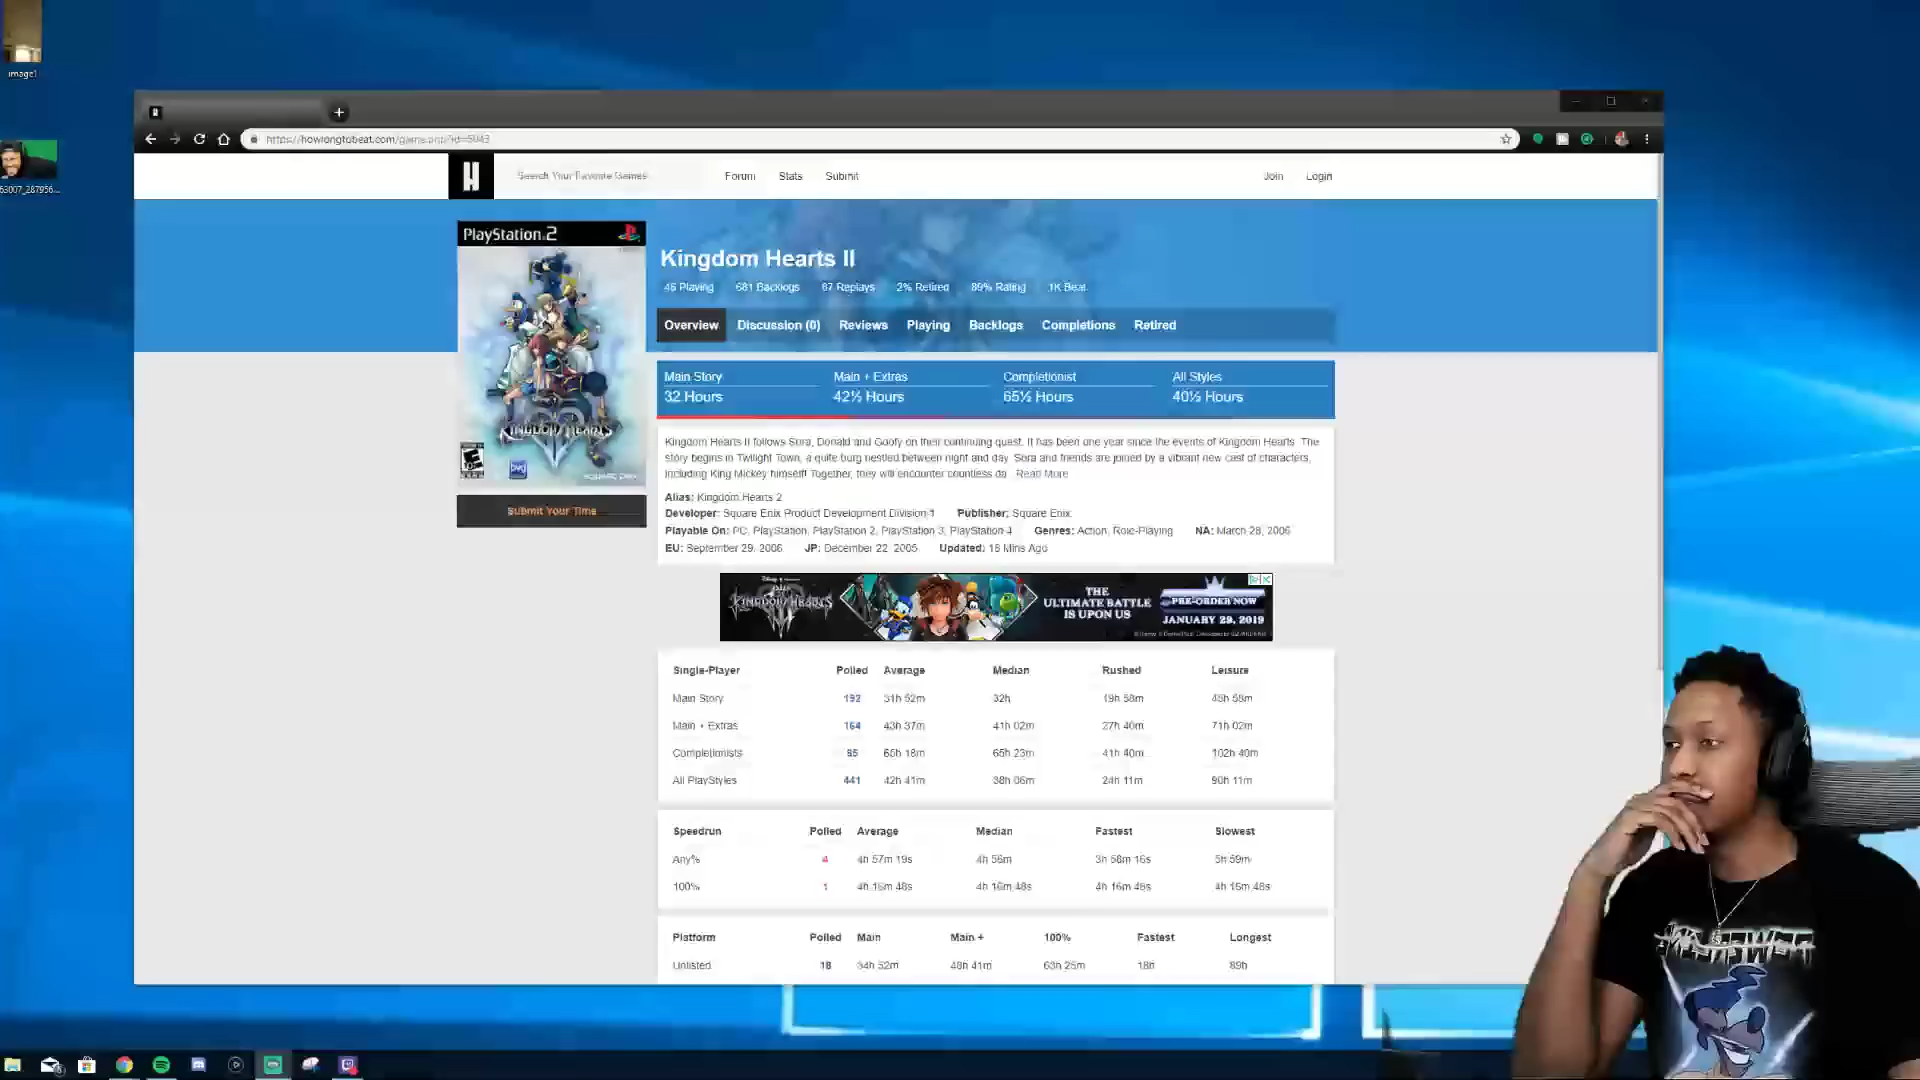 image1
63007_287956...
https://howlongtobeat.com/game.php?id=5043
Search Your Favorite Games
Forum Stats Submit
Join Login
PlayStation 2
Kingdom Hearts II
46 Playing 681 Backlogs 67 Replays 2% Retired 89% Rating 1K Beat
Overview Discussion (0) Reviews Playing Backlogs Completions Retired
Main Story Main + Extras Completionist All Styles
32 Hours 42½ Hours 65½ Hours 40½ Hours
KINGDOM HEARTS
Submit Your Time
Kingdom Hearts II follows Sora, Donald and Goofy on their continuing quest. It has been one year since the events of Kingdom Hearts. The
story begins in Twilight Town, a quite burg nestled between night and day. Sora and friends are joined by a vibrant new cast of characters,
including King Mickey himself! Together, they will encounter countless da Read More
Alias: Kingdom Hearts 2
Developer: Square Enix Product Development Division 1 Publisher: Square Enix
Playable On: PC, PlayStation, PlayStation 2, PlayStation 3, PlayStation 4 Genres: Action, Role-Playing NA: March 28, 2006
EU: September 29, 2006 JP: December 22, 2005 Updated: 16 Mins Ago
KINGDOM HEARTS III
THE
ULTIMATE BATTLE
IS UPON US
PRE-ORDER NOW
JANUARY 29, 2019
Single-Player Polled Average Median Rushed Leisure
Main Story 192 31h 52m 32h 19h 58m 45h 58m
Main + Extras 164 43h 37m 41h 02m 27h 40m 71h 02m
Completionists 85 65h 18m 65h 23m 41h 40m 102h 40m
All PlayStyles 441 42h 41m 38h 06m 24h 11m 90h 11m
Speedrun Polled Average Median Fastest Slowest
Any% 4 4h 57m 19s 4h 56m 3h 58m 16s 5h 59m
100% 1 4h 16m 48s 4h 16m 48s 4h 16m 48s 4h 16m 48s
Platform Polled Main Main + 100% Fastest Longest
Unlisted 18 34h 52m 48h 41m 63h 25m 18h 89h